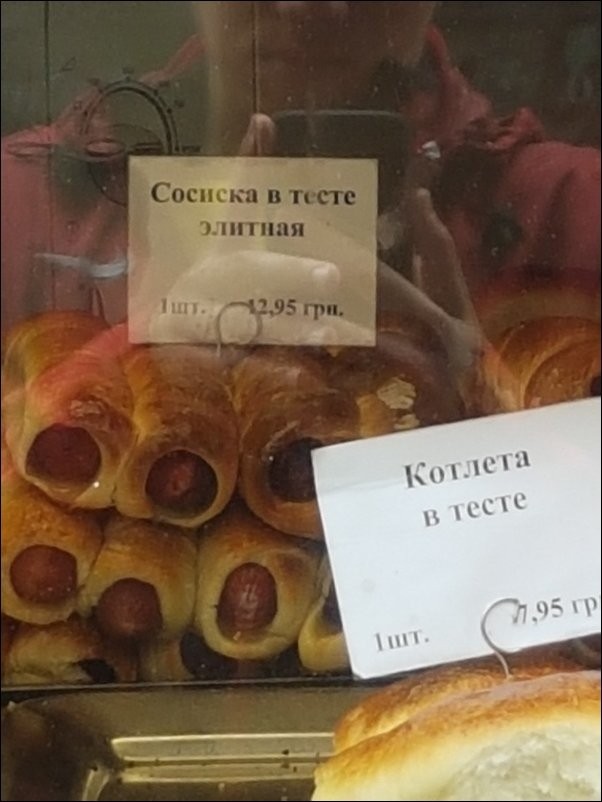 Сосиска в тесте
элитная
1шт. 12,95 грн.
Котлета
в тесте
1шт. 7,95 гр